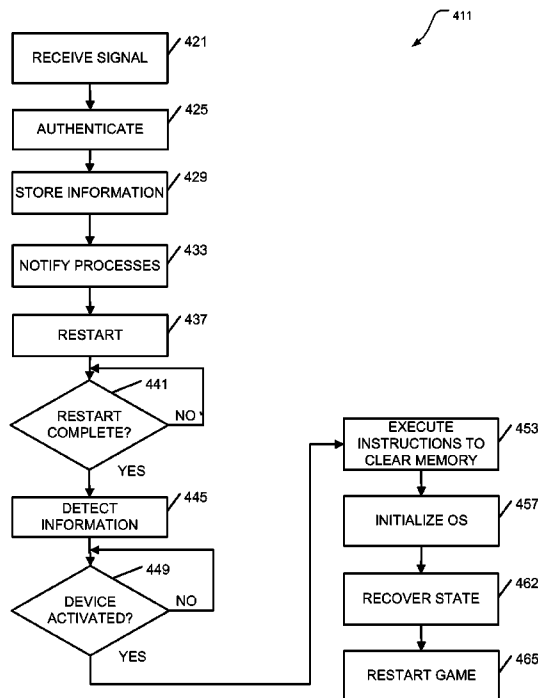 411
RECEIVE SIGNAL
421
AUTHENTICATE
425
STORE INFORMATION
429
NOTIFY PROCESSES
433
RESTART
437
441
RESTART
COMPLETE?
NO
YES
DETECT
INFORMATION
445
449
DEVICE
ACTIVATED?
NO
YES
EXECUTE
INSTRUCTIONS TO
CLEAR MEMORY
453
INITIALIZE OS
457
RECOVER STATE
462
RESTART GAME
465